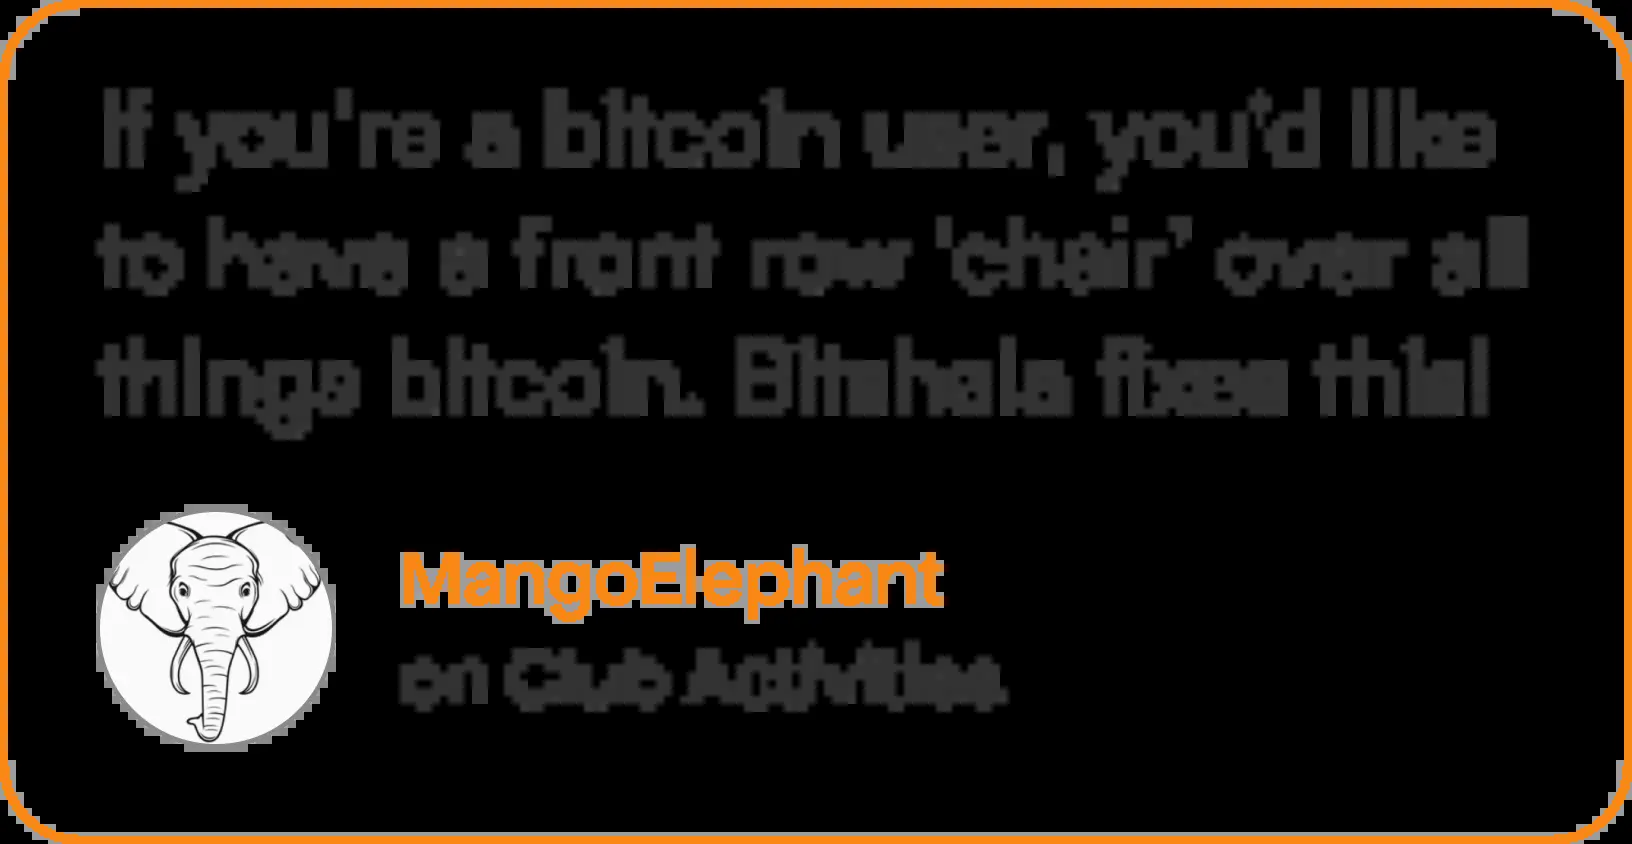 If you're a bitcoin user, you'd like
to have a front row 'chair’ over all
things bitcoin. Bitshala fixes this!
MangoElephant
on Club Activities.